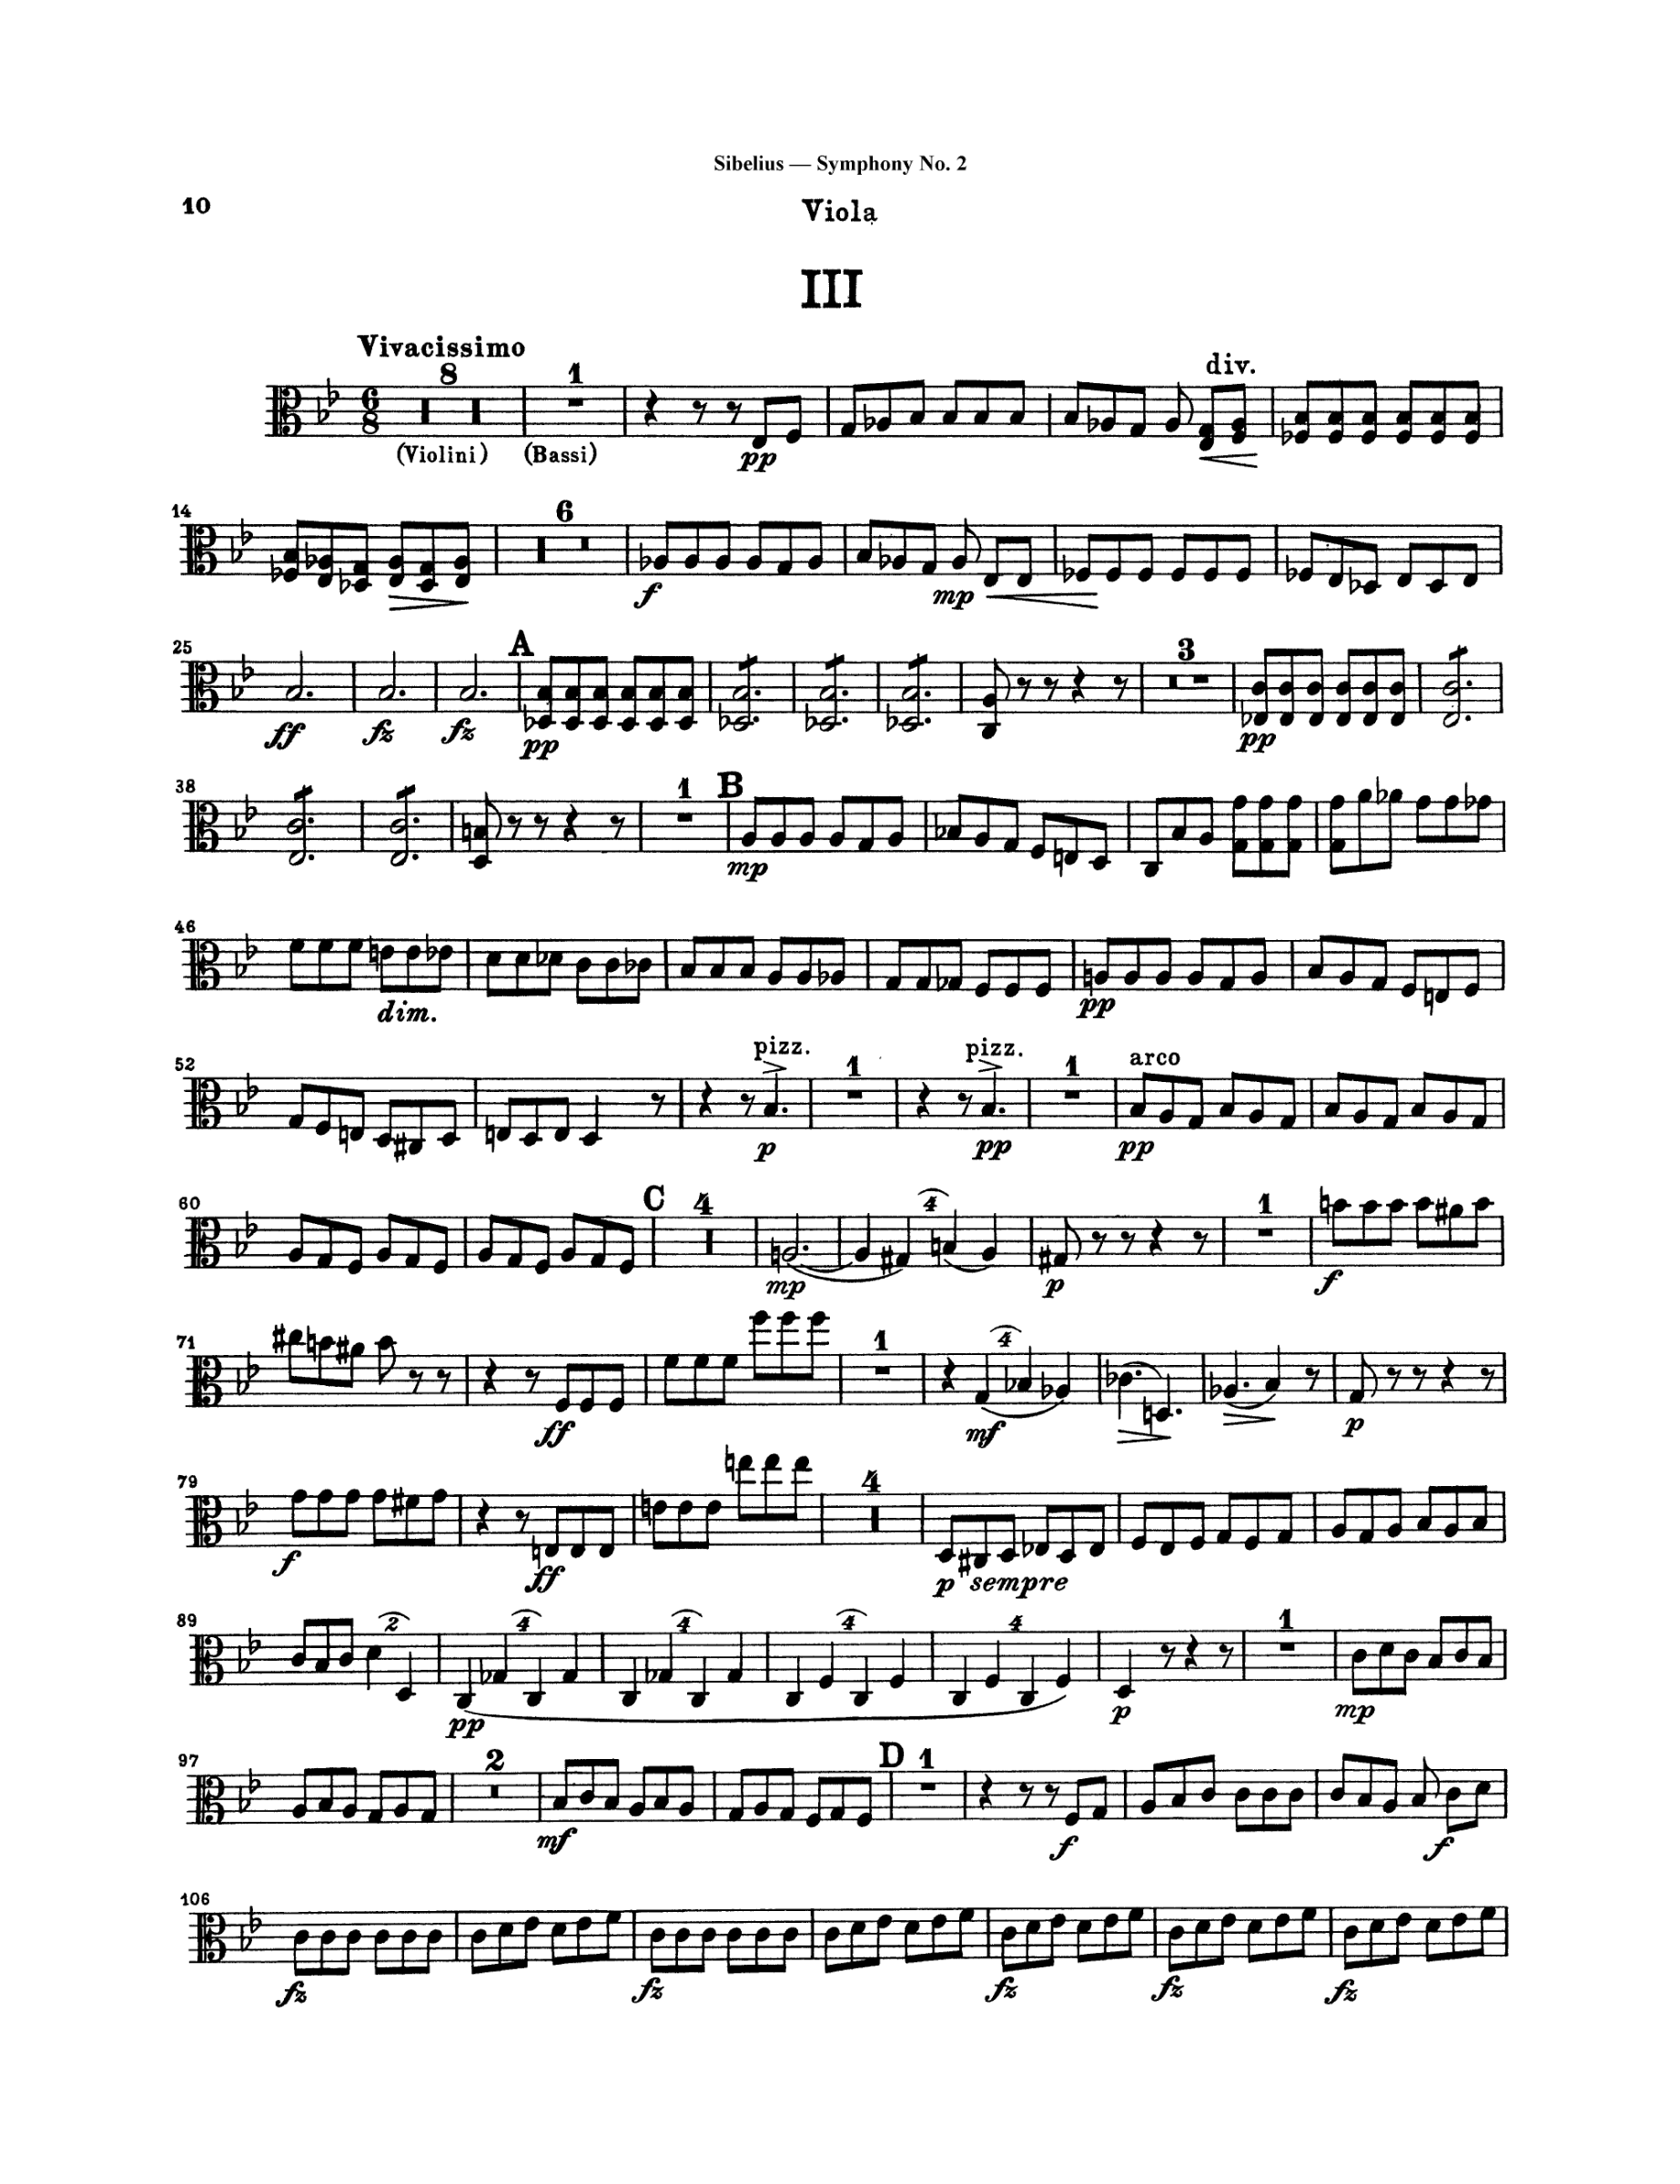 Sibelius — Symphony No. 2
10
Viola
III
Vivacissimo
8 1 div.
6 8
(Violini) (Bassi) pp
14 6
f mp
25 A 3
ff fz fz pp pp
38 1 B
mp
46
dim. pp
52 pizz. 1 pizz. 1 arco
p pp pp
60 C 4 4 1
mp p f
71 1 4
ff mf p
79 4
f ff p sempre
89 2 4 4 4 4 1
pp p mp
97 2 D 1
mf f f
106
fz fz fz fz fz